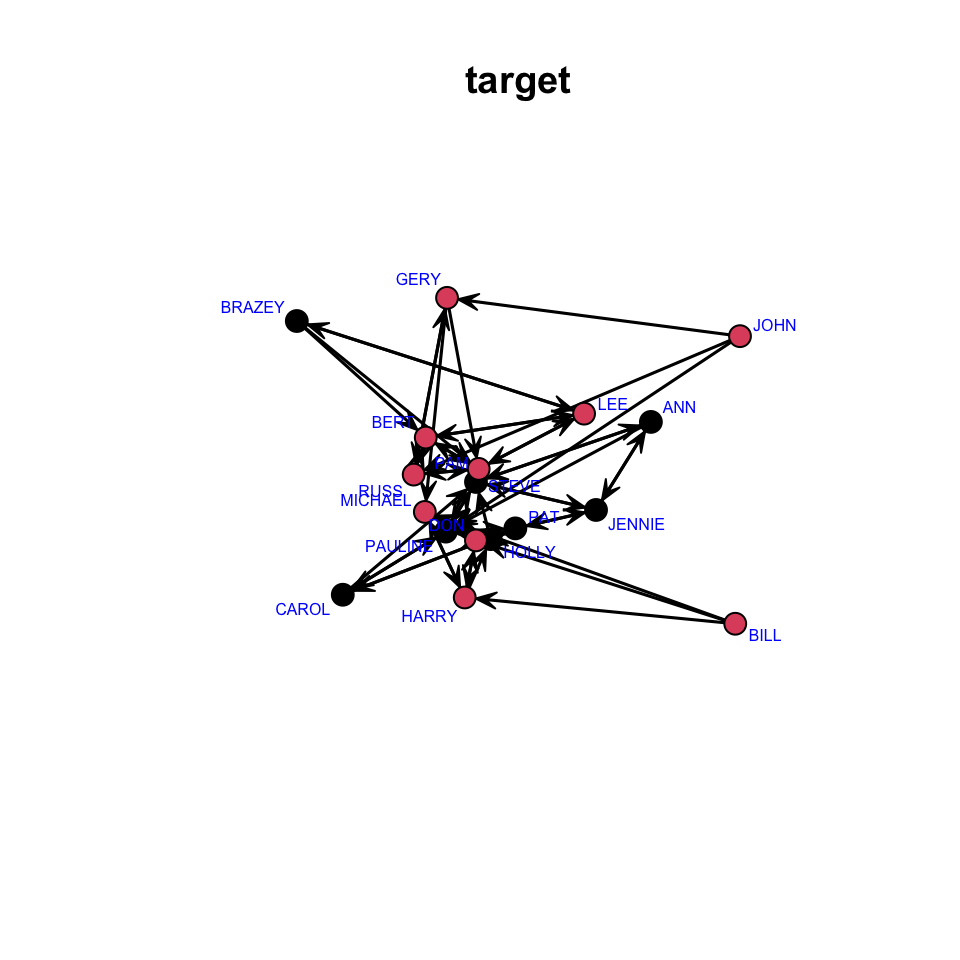 target
GERY
BRAZEY
JOHN
LEE
ANN
BERT
PAM
STEVE
RUSS
MICHAEL
PAT
DON
JENNIE
PAULINE
HOLLY
CAROL
HARRY
BILL